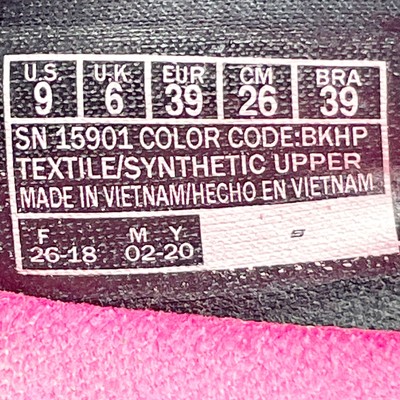 U.S. U.K. EUR CM BRA
9 6 39 26 39
SN 15901 COLOR CODE:BKHP
TEXTILE/SYNTHETIC UPPER
MADE IN VIETNAM/HECHO EN VIETNAM
F M Y
26-18 02-20